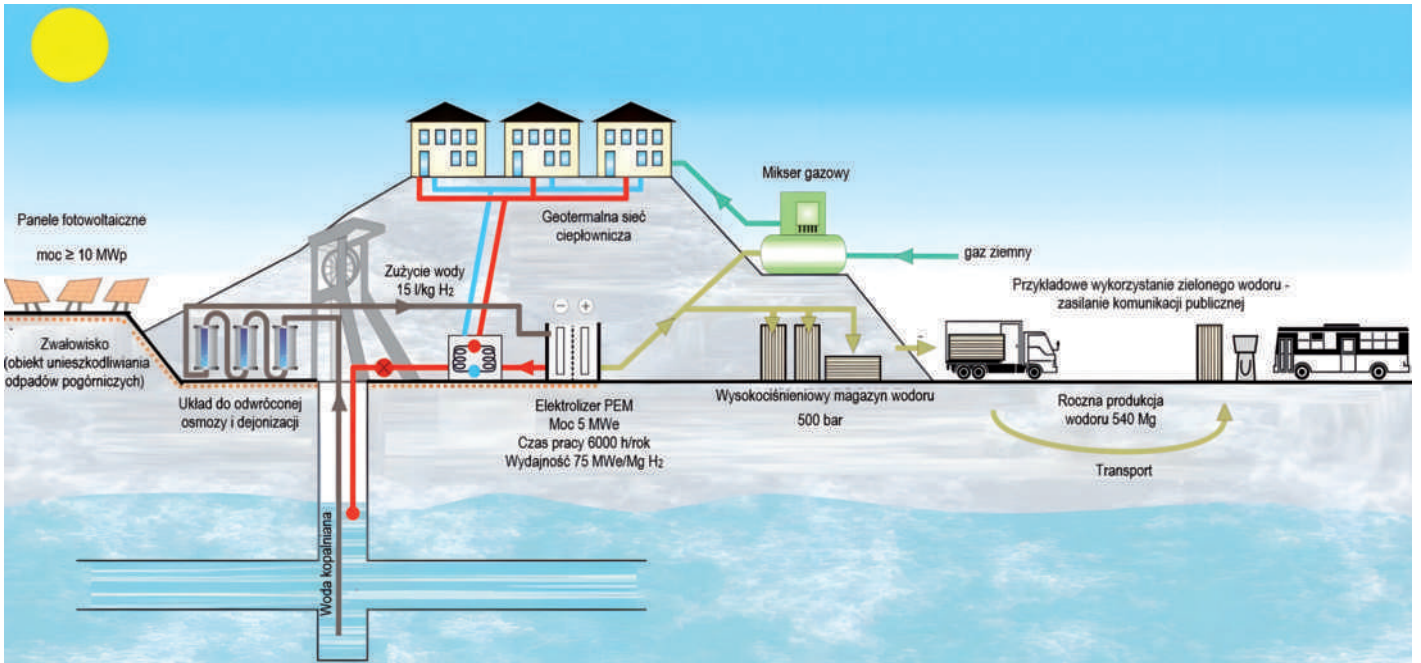 Panele fotowoltaiczne
moc ≥ 10 MWp
Zwałowisko
(obiekt unieszkodliwiania
odpadów pogórniczych)
Układ do odwróconej
osmozy i dejonizacji
Woda kopalniana
Zużycie wody
15 l/kg H₂
Geotermalna sieć
ciepłownicza
− +
Elektrolizer PEM
Moc 5 MWe
Czas pracy 6000 h/rok
Wydajność 75 MWe/Mg H₂
Mikser gazowy
gaz ziemny
Wysokociśnieniowy magazyn wodoru
500 bar
Przykładowe wykorzystanie zielonego wodoru -
zasilanie komunikacji publicznej
Roczna produkcja
wodoru 540 Mg
Transport